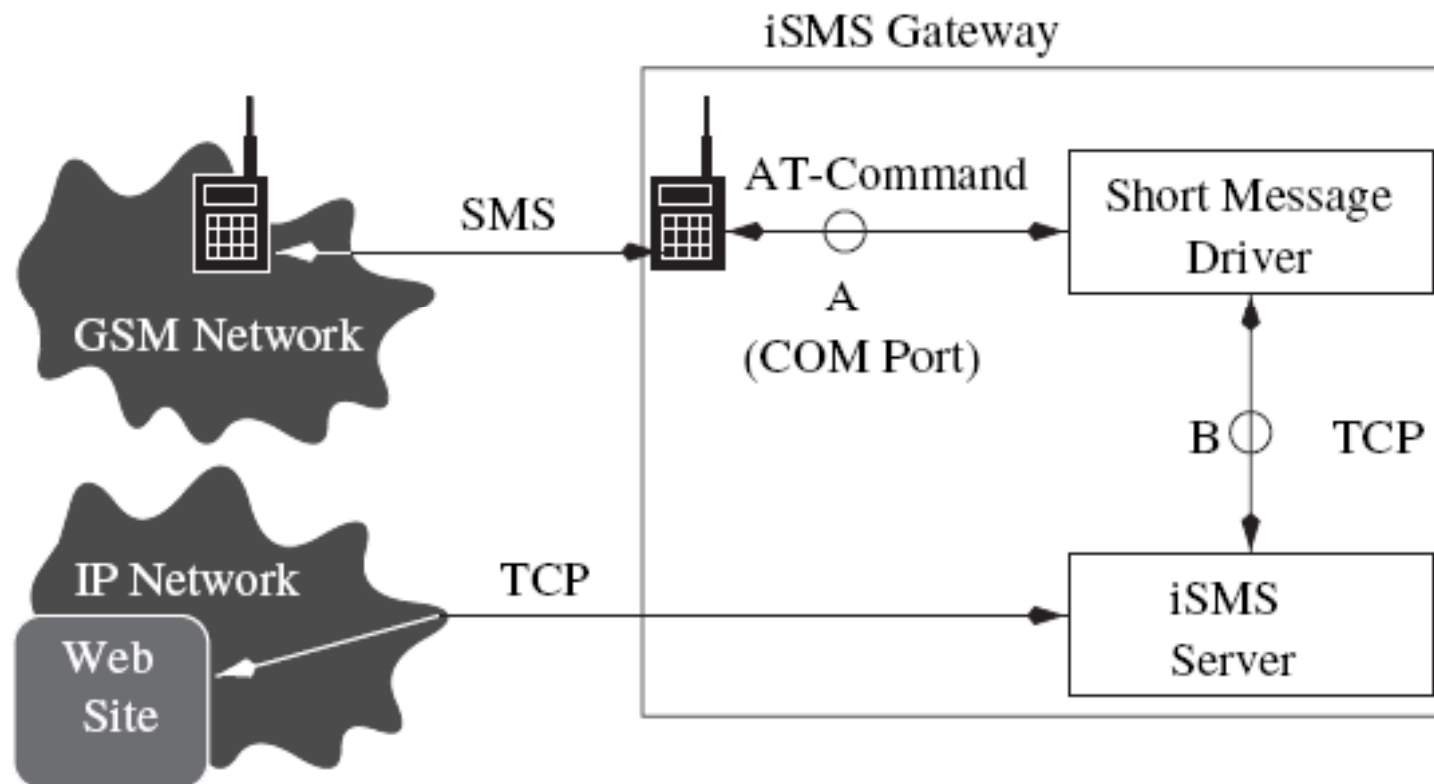 iSMS Gateway
SMS
AT-Command
Short Message
Driver
A
(COM Port)
GSM Network
B
TCP
IP Network
TCP
iSMS
Server
Web
Site